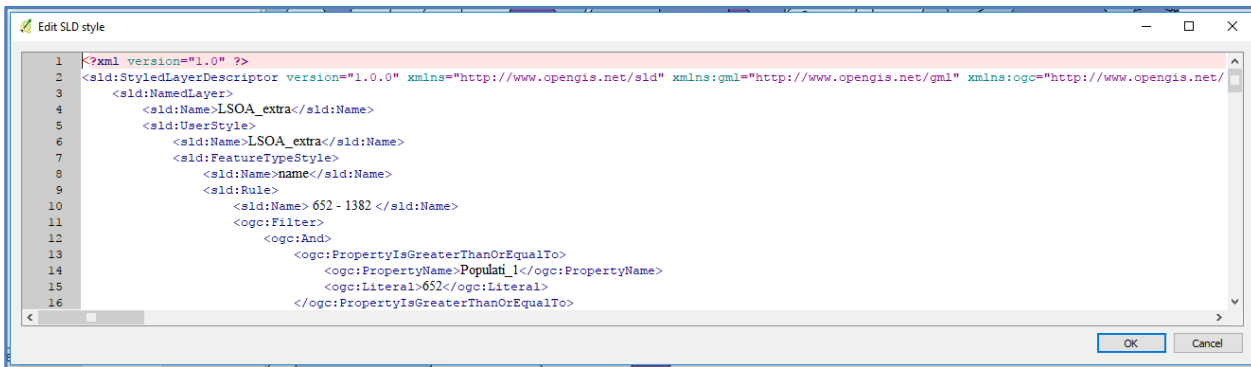 Edit SLD style
1 <?xml version="1.0" ?>
2 <sld:StyledLayerDescriptor version="1.0.0" xmlns="http://www.opengis.net/sld" xmlns:gml="http://www.opengis.net/gml" xmlns:ogc="http://www.opengis.net/
3 <sld:NamedLayer>
4 <sld:Name>LSOA_extra</sld:Name>
5 <sld:UserStyle>
6 <sld:Name>LSOA_extra</sld:Name>
7 <sld:FeatureTypeStyle>
8 <sld:Name>name</sld:Name>
9 <sld:Rule>
10 <sld:Name> 652 - 1382 </sld:Name>
11 <ogc:Filter>
12 <ogc:And>
13 <ogc:PropertyIsGreaterThanOrEqualTo>
14 <ogc:PropertyName>Populati_1</ogc:PropertyName>
15 <ogc:Literal>652</ogc:Literal>
16 </ogc:PropertyIsGreaterThanOrEqualTo>
OK Cancel